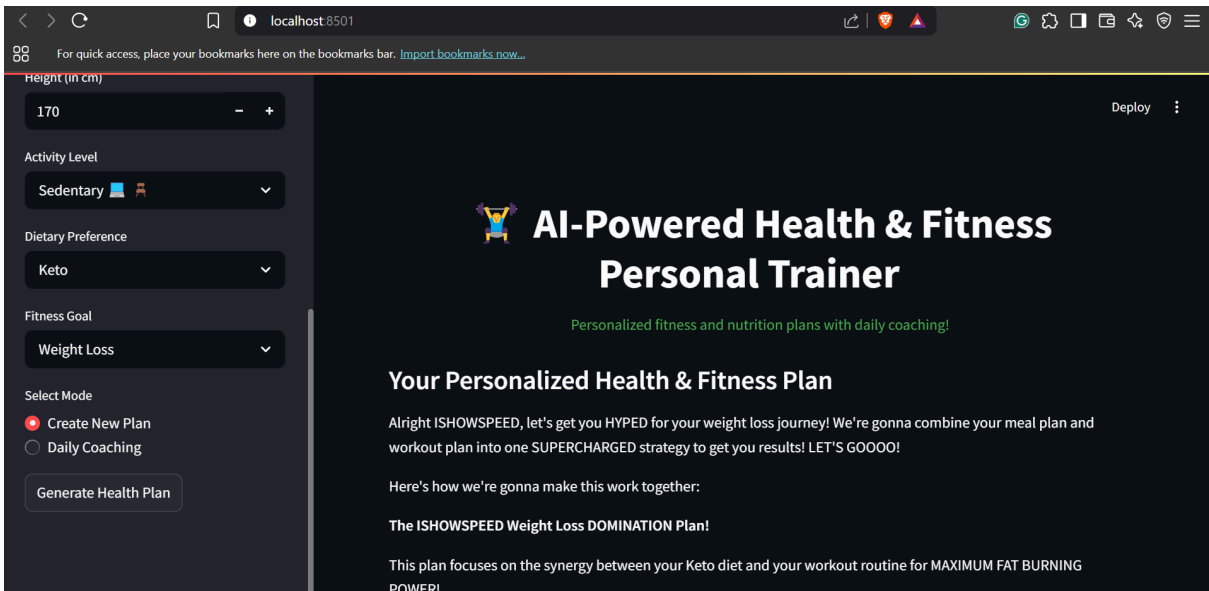 localhost:8501
For quick access, place your bookmarks here on the bookmarks bar. Import bookmarks now...
Height (in cm)
170
Activity Level
Sedentary 💻 🪑
Dietary Preference
Keto
Fitness Goal
Weight Loss
Select Mode
Create New Plan
Daily Coaching
Generate Health Plan
Deploy
🏋️ AI-Powered Health & Fitness
Personal Trainer
Personalized fitness and nutrition plans with daily coaching!
Your Personalized Health & Fitness Plan
Alright ISHOWSPEED, let's get you HYPED for your weight loss journey! We're gonna combine your meal plan and
workout plan into one SUPERCHARGED strategy to get you results! LET'S GOOOO!
Here's how we're gonna make this work together:
The ISHOWSPEED Weight Loss DOMINATION Plan!
This plan focuses on the synergy between your Keto diet and your workout routine for MAXIMUM FAT BURNING
POWER!